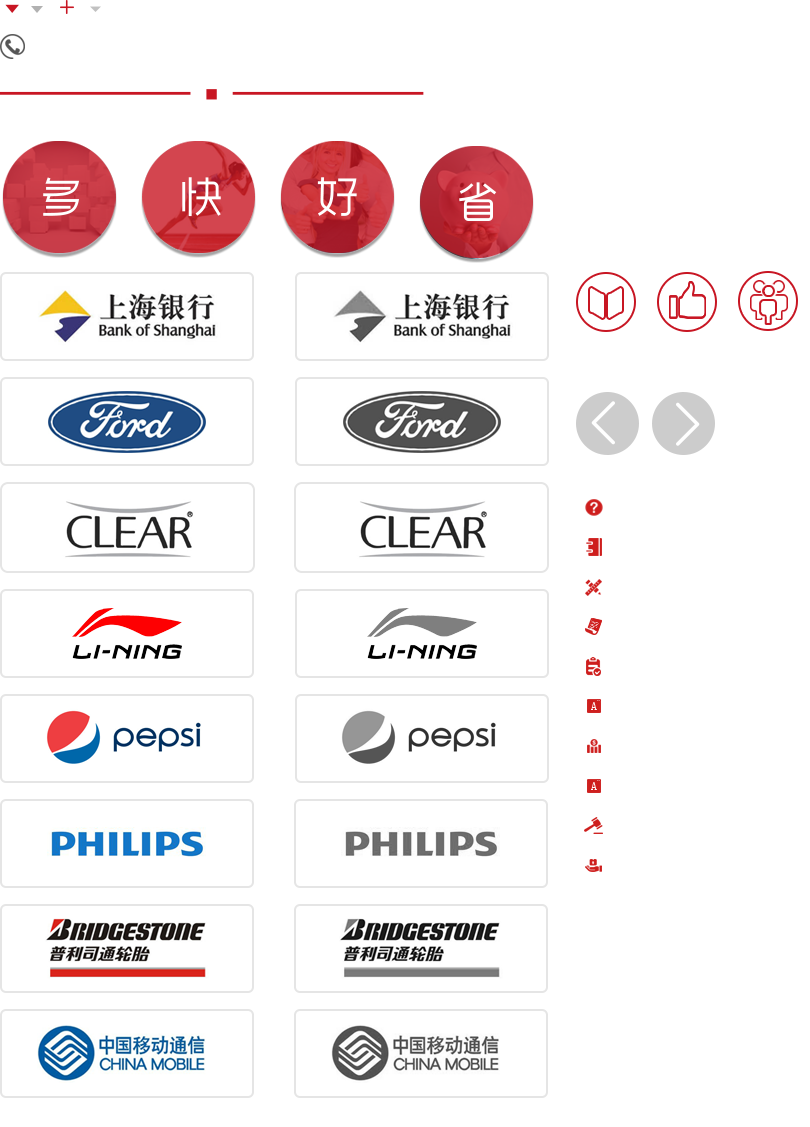 多 快 好 省
上海银行 上海银行
Bank of Shanghai Bank of Shanghai
Ford Ford
CLEAR® CLEAR®
?
LI-NING LI-NING
A
pepsi pepsi
A
PHILIPS PHILIPS
BRIDGESTONE BRIDGESTONE
普利司通轮胎 普利司通轮胎
中国移动通信 中国移动通信
CHINA MOBILE CHINA MOBILE